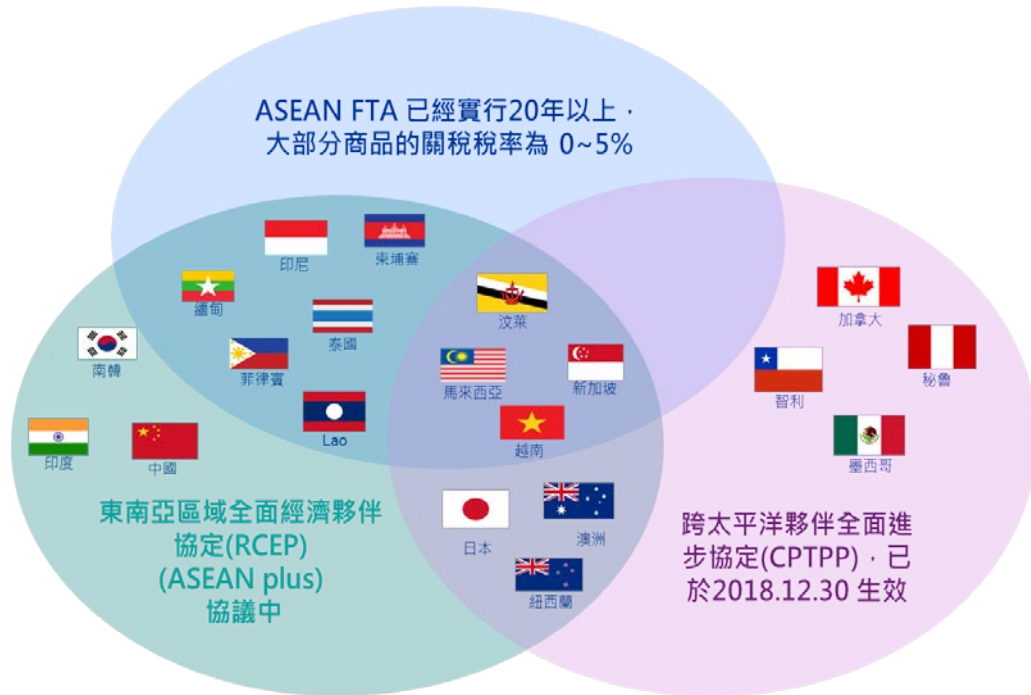 ASEAN FTA 已經實行20年以上，
大部分商品的關稅稅率為 0~5%
印尼
柬埔寨
緬甸
泰國
汶萊
加拿大
南韓
菲律賓
馬來西亞
新加坡
智利
秘魯
Lao
越南
印度
中國
墨西哥
東南亞區域全面經濟夥伴
協定(RCEP)
(ASEAN plus)
協議中
日本
澳洲
紐西蘭
跨太平洋夥伴全面進
步協定(CPTPP)，已
於2018.12.30 生效